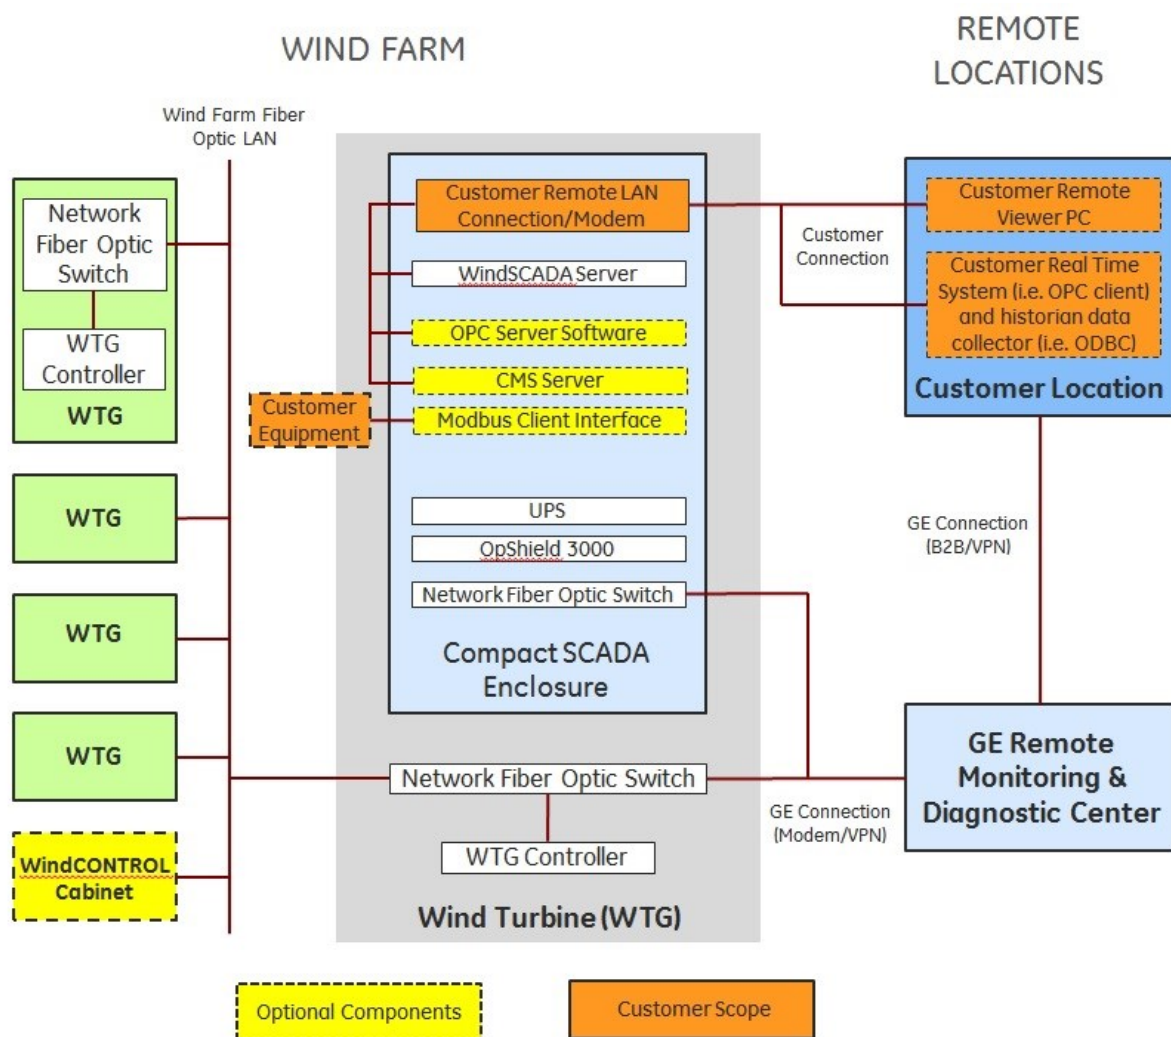 WIND FARM
REMOTE
LOCATIONS
Wind Farm Fiber
Optic LAN
Network
Fiber Optic
Switch
WTG
Controller
WTG
WTG
WTG
WTG
WindCONTROL
Cabinet
Customer
Equipment
Customer Remote LAN
Connection/Modem
WindSCADA Server
OPC Server Software
CMS Server
Modbus Client Interface
UPS
OpShield 3000
Network Fiber Optic Switch
Compact SCADA
Enclosure
Network Fiber Optic Switch
WTG Controller
Wind Turbine (WTG)
Customer
Connection
Customer Remote
Viewer PC
Customer Real Time
System (i.e. OPC client)
and historian data
collector (i.e. ODBC)
Customer Location
GE Connection
(B2B/VPN)
GE Connection
(Modem/VPN)
GE Remote
Monitoring &
Diagnostic Center
Optional Components
Customer Scope